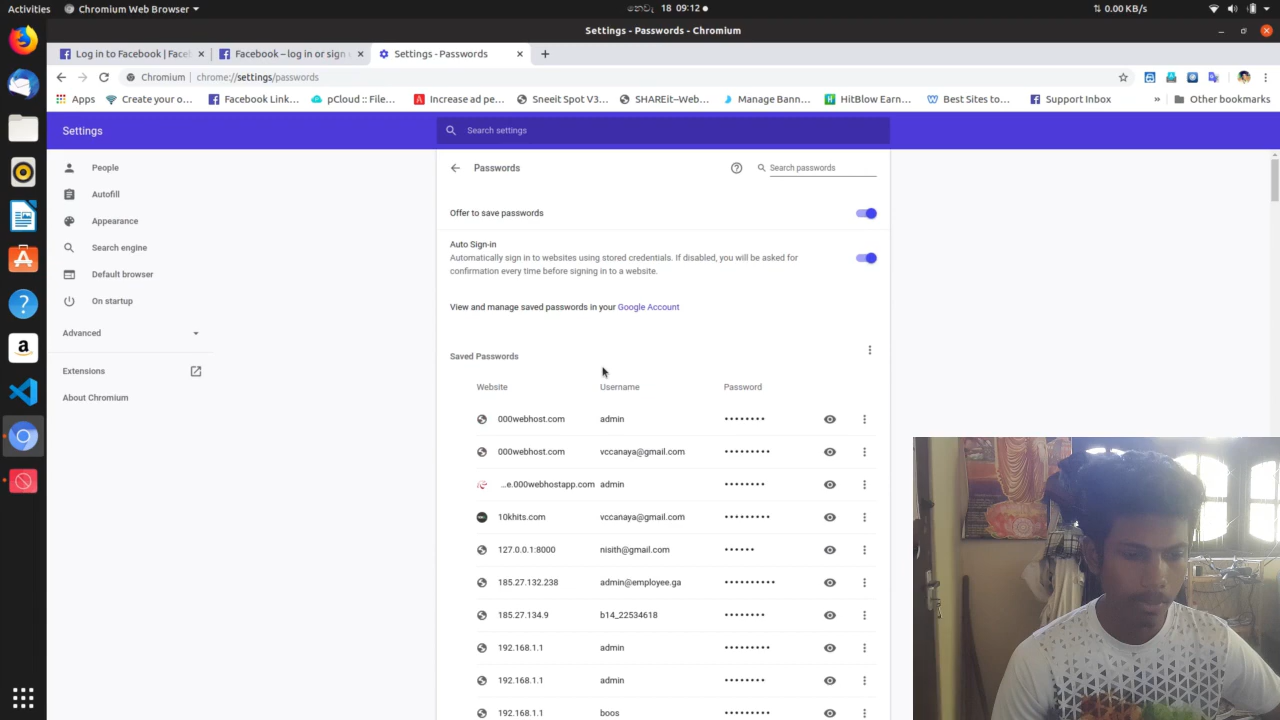 Activities
Chromium Web Browser
නොවැ 18 09:12
0.00 KB/s
Settings - Passwords - Chromium
Log in to Facebook | Face
Facebook – log in or sign
Settings - Passwords
Chromium | chrome://settings/passwords
Apps
Create your o...
Facebook Link...
pCloud :: File...
Increase ad pe...
Sneeit Spot V3...
SHAREit–Web...
Manage Bann...
HitBlow Earn...
Best Sites to...
Support Inbox
»
Other bookmarks
Settings
Search settings
People
Autofill
Appearance
Search engine
Default browser
On startup
Advanced
Extensions
About Chromium
Passwords
Search passwords
Offer to save passwords
Auto Sign-in
Automatically sign in to websites using stored credentials. If disabled, you will be asked for
confirmation every time before signing in to a website.
View and manage saved passwords in your Google Account
Saved Passwords
Website Username Password
000webhost.com admin ••••••••
000webhost.com vccanaya@gmail.com •••••••••
...e.000webhostapp.com admin ••••••••
10khits.com vccanaya@gmail.com •••••••••
127.0.0.1:8000 nisith@gmail.com ••••••
185.27.132.238 admin@employee.ga ••••••••••
185.27.134.9 b14_22534618 ••••••••
192.168.1.1 admin •••••••••
192.168.1.1 admin ••••••••
192.168.1.1 boos •••••••••